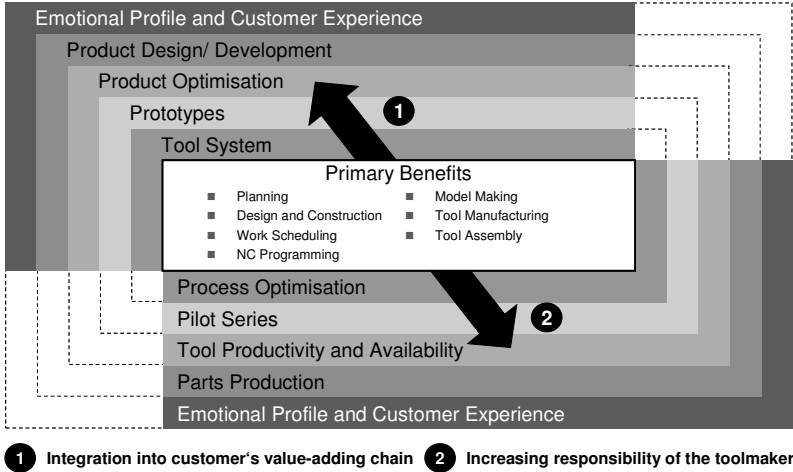 Emotional Profile and Customer Experience
Product Design/ Development
Product Optimisation
Prototypes
1
Tool System
Primary Benefits
Planning
Model Making
Design and Construction
Tool Manufacturing
Work Scheduling
Tool Assembly
NC Programming
Process Optimisation
Pilot Series
2
Tool Productivity and Availability
Parts Production
Emotional Profile and Customer Experience
1 Integration into customer‘s value-adding chain
2 Increasing responsibility of the toolmaker